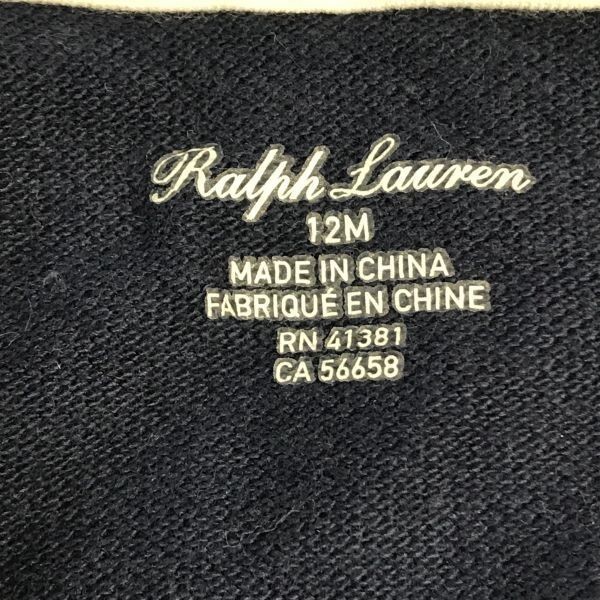 Ralph Lauren
12M
MADE IN CHINA
FABRIQUÉ EN CHINE
RN 41381
CA 56658